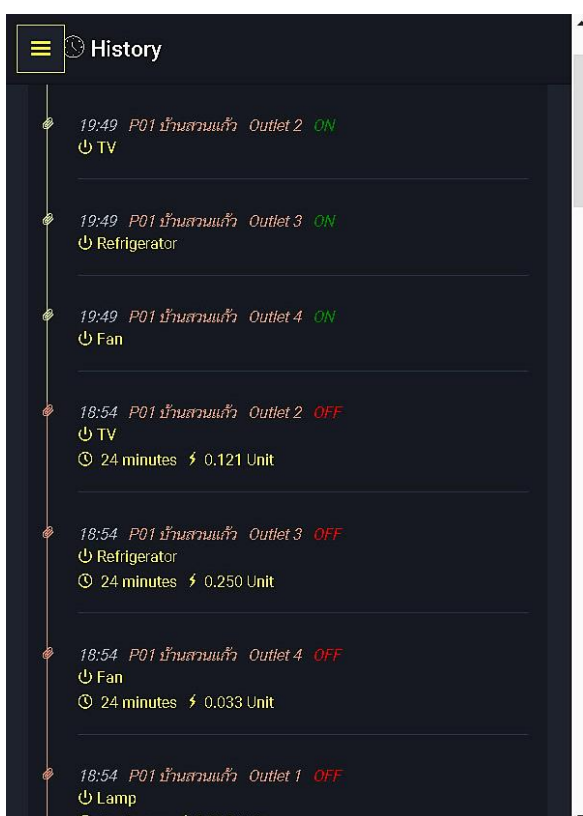 History
19:49 P01 บ้านสวนแก้ว Outlet 2 ON
TV
19:49 P01 บ้านสวนแก้ว Outlet 3 ON
Refrigerator
19:49 P01 บ้านสวนแก้ว Outlet 4 ON
Fan
18:54 P01 บ้านสวนแก้ว Outlet 2 OFF
TV
24 minutes 0.121 Unit
18:54 P01 บ้านสวนแก้ว Outlet 3 OFF
Refrigerator
24 minutes 0.250 Unit
18:54 P01 บ้านสวนแก้ว Outlet 4 OFF
Fan
24 minutes 0.033 Unit
18:54 P01 บ้านสวนแก้ว Outlet 1 OFF
Lamp